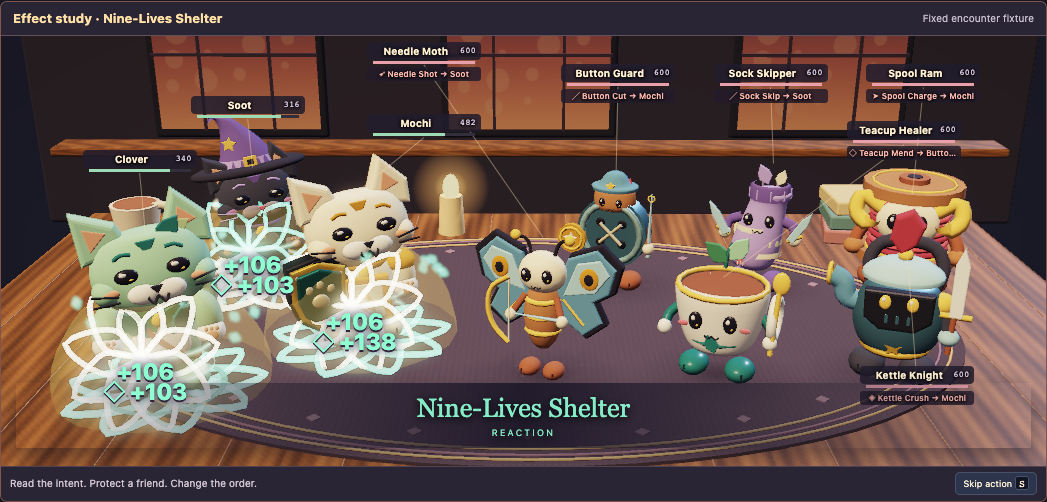 Effect study · Nine-Lives Shelter
Fixed encounter fixture
Needle Moth 600
Needle Shot → Soot
Button Guard 600
Button Cut → Mochi
Sock Skipper 600
Sock Skip → Soot
Spool Ram 600
Spool Charge → Mochi
Soot 316
Mochi 482
Teacup Healer 600
Teacup Mend → Butto...
Clover 340
+106
+103
+106
+138
+106
+103
Kettle Knight 600
Kettle Crush → Mochi
Nine-Lives Shelter
REACTION
Read the intent. Protect a friend. Change the order.
Skip action S